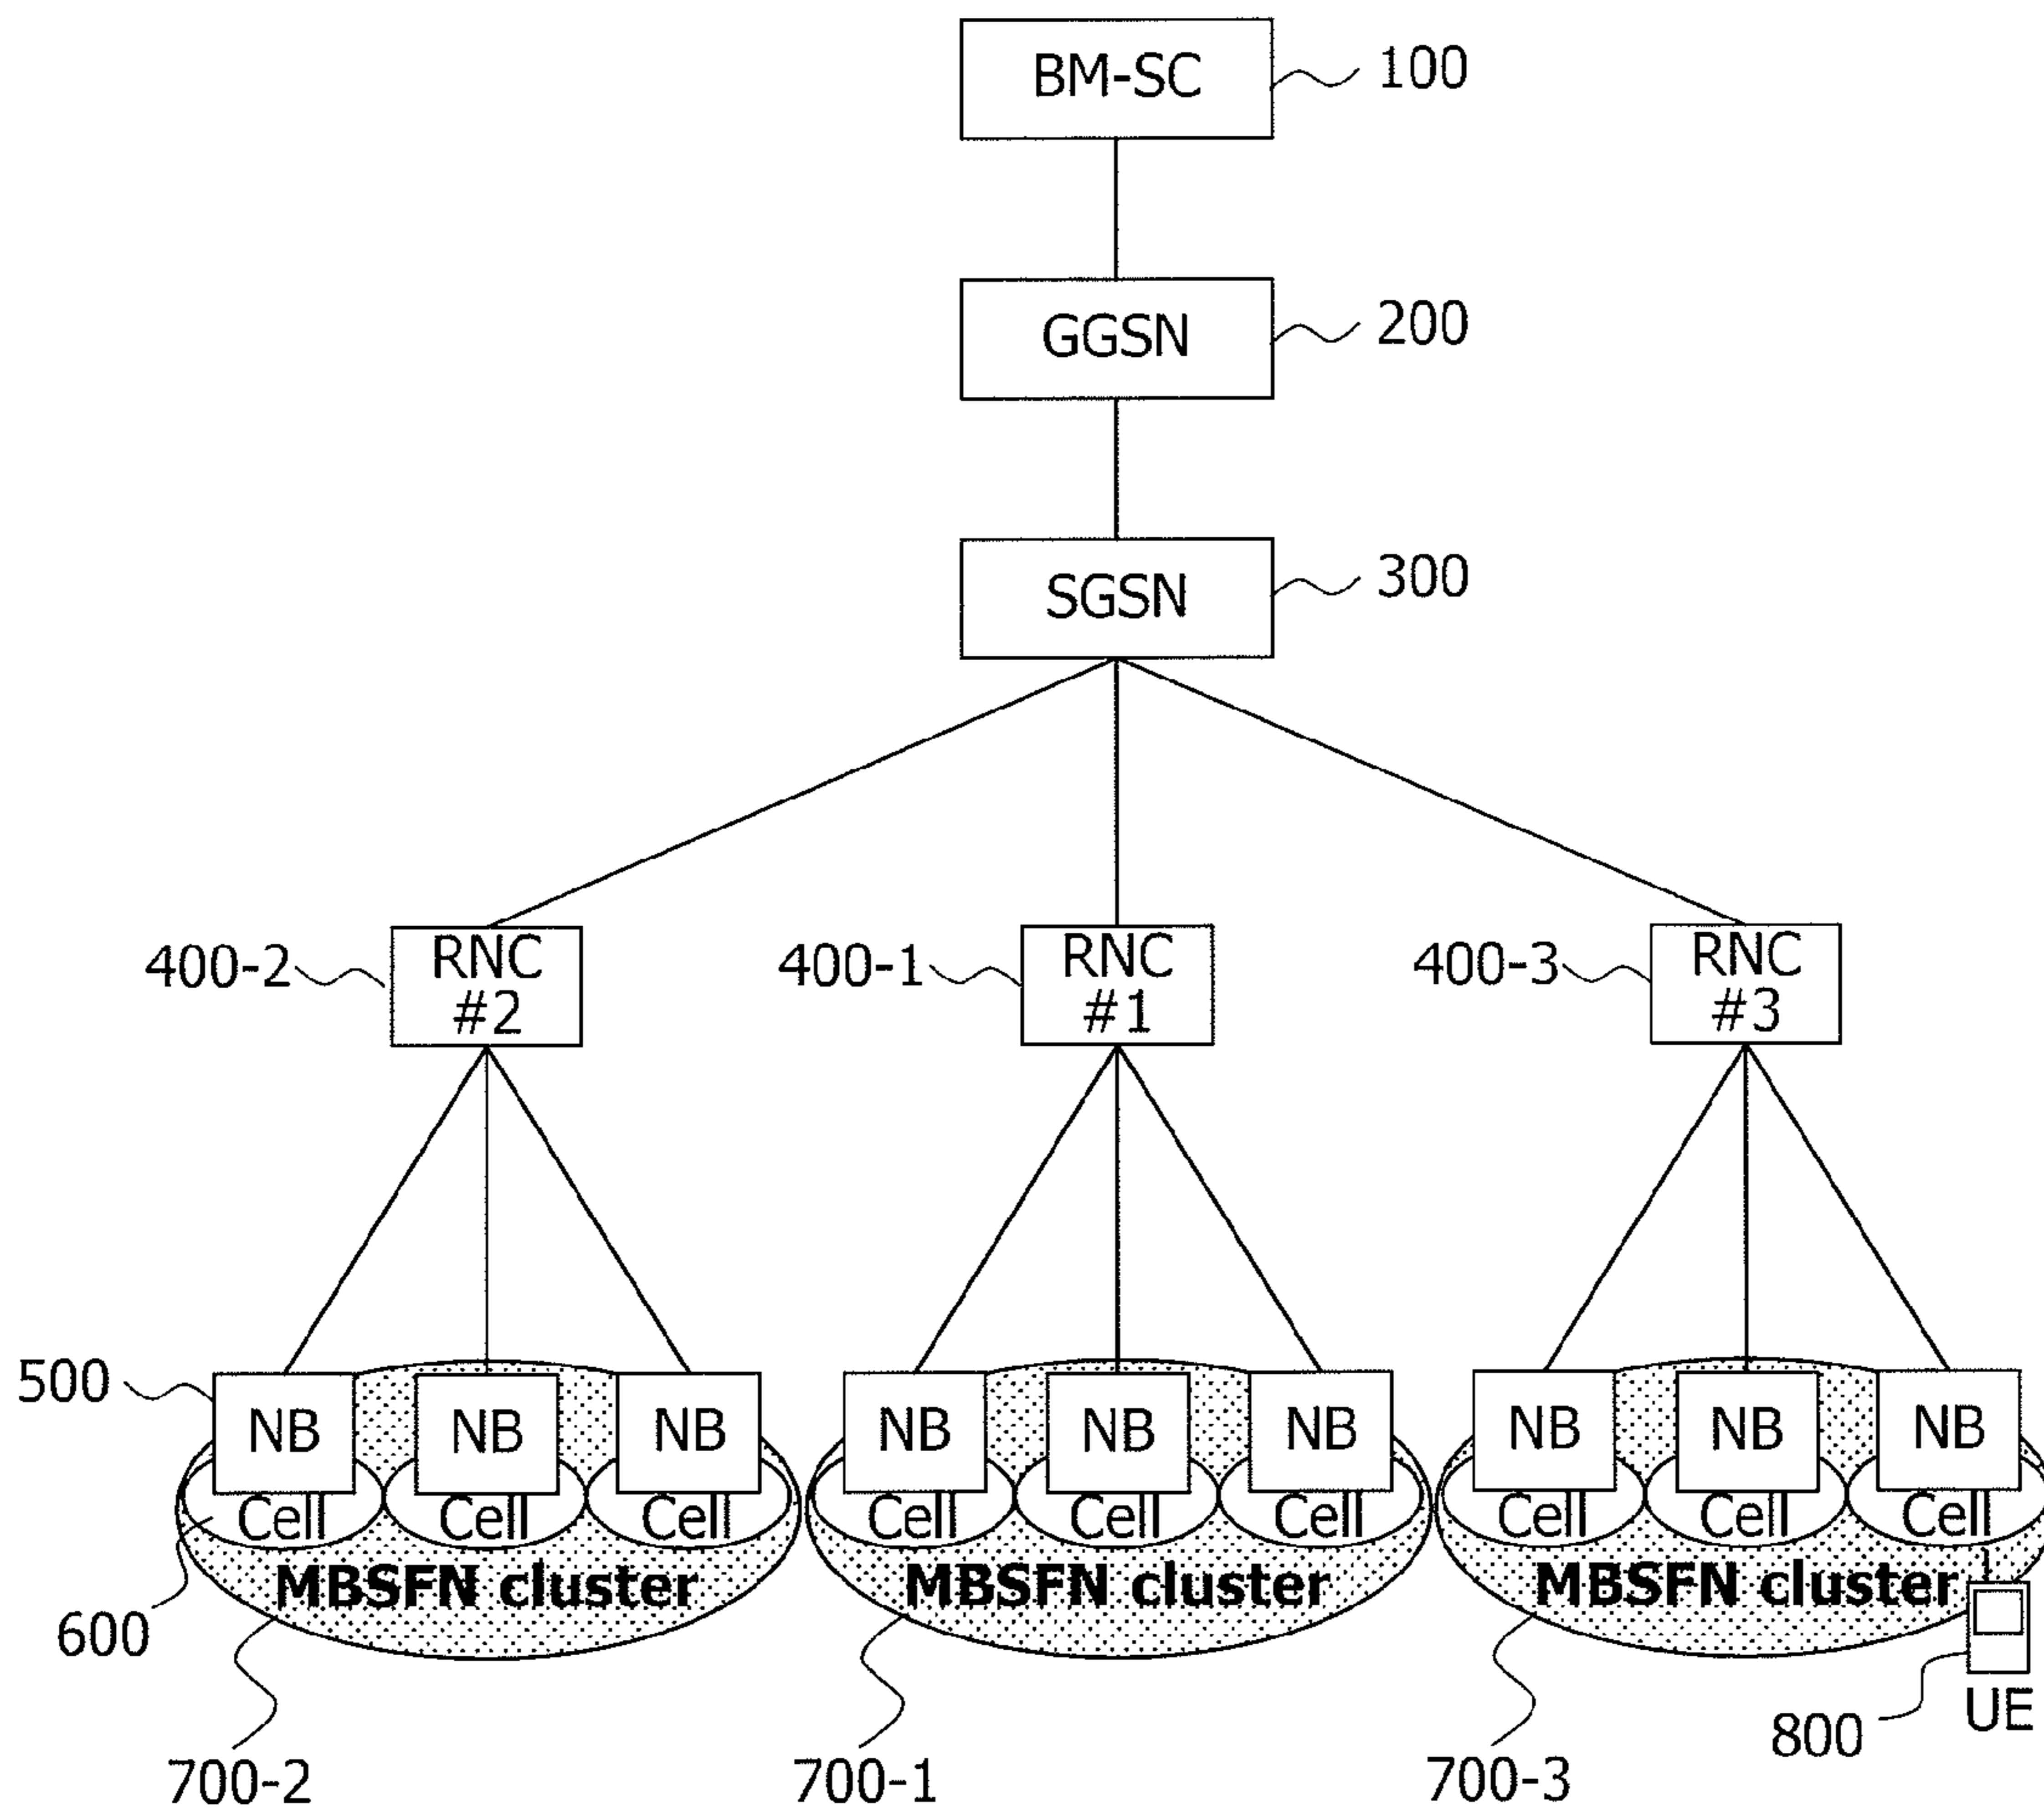 BM-SC
100
GGSN
200
SGSN
300
400-2
RNC
#2
400-1
RNC
#1
400-3
RNC
#3
500
NB
NB
NB
NB
NB
NB
NB
NB
NB
Cell
Cell
Cell
Cell
Cell
Cell
Cell
Cell
Cell
MBSFN cluster
MBSFN cluster
MBSFN cluster
600
800
UE
700-2
700-1
700-3